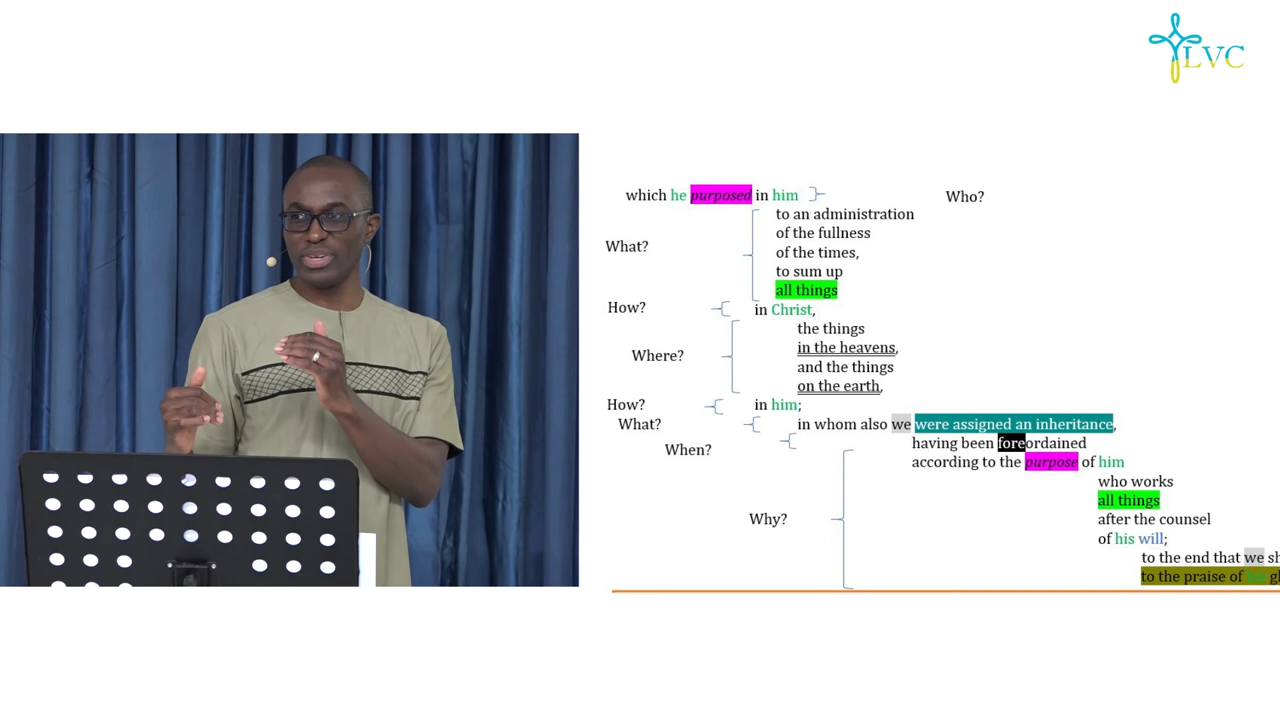 LVC
which he purposed in him Who?
to an administration
of the fullness
What?
of the times,
to sum up
all things
How? in Christ,
the things
Where? in the heavens,
and the things
on the earth,
How? in him;
What? in whom also we were assigned an inheritance,
When? having been foreordained
according to the purpose of him
who works
all things
Why? after the counsel
of his will;
to the end that we
to the praise of